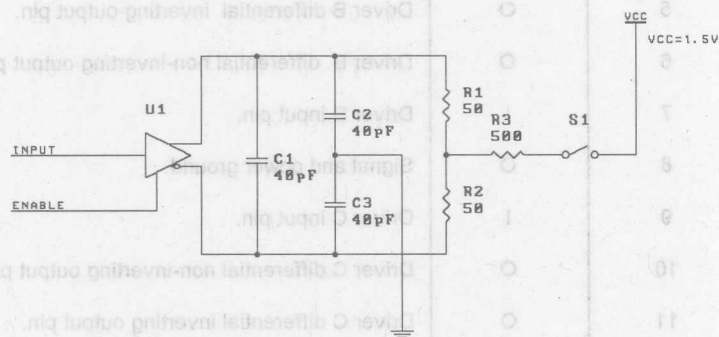 VCC
VCC=1.5V
U1
INPUT
ENABLE
C1
40pF
C2
40pF
C3
40pF
R1
50
R2
50
R3
500
S1
5 O Driver B differential inverting output pin.
6 O Driver B differential non-inverting output p
7 I Driver B input pin.
8 O Signal and power ground
9 I Driver C input pin.
10 O Driver C differential non-inverting output p
11 O Driver C differential inverting output pin.